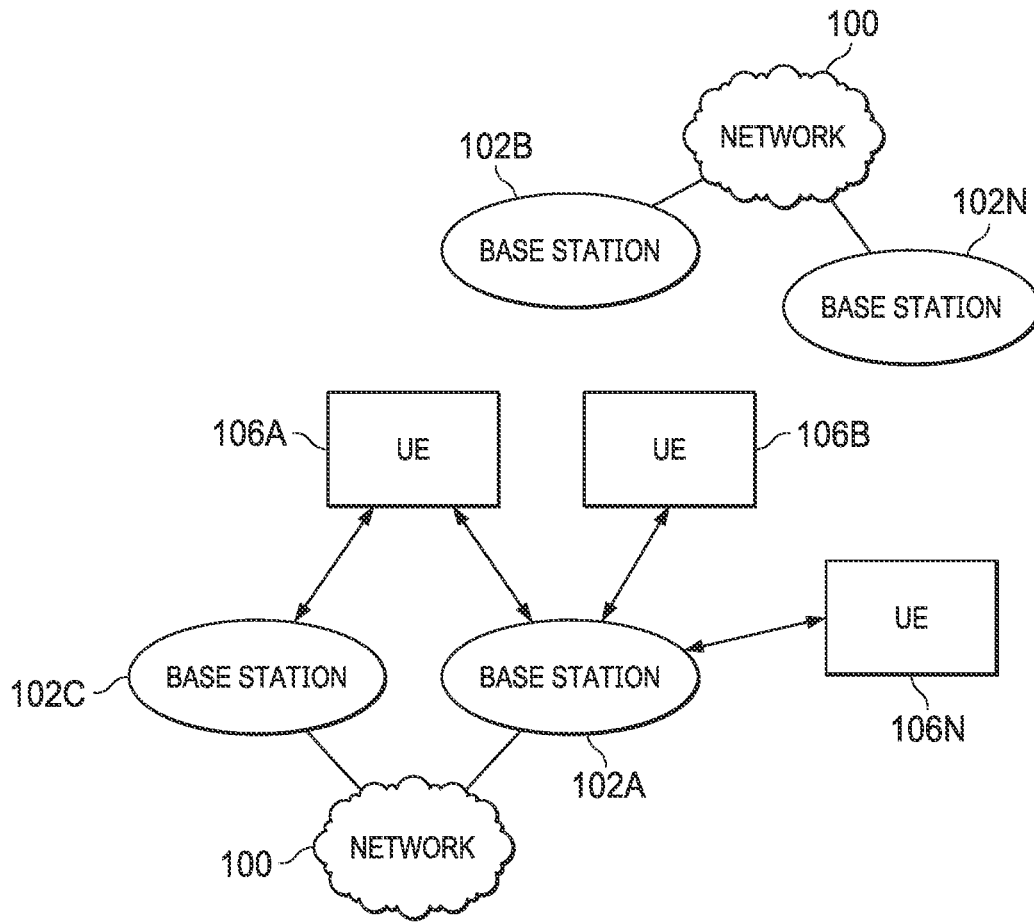 100
NETWORK
102B
BASE STATION
102N
BASE STATION
106A
UE
UE
106B
UE
106N
102C
BASE STATION
BASE STATION
102A
100
NETWORK